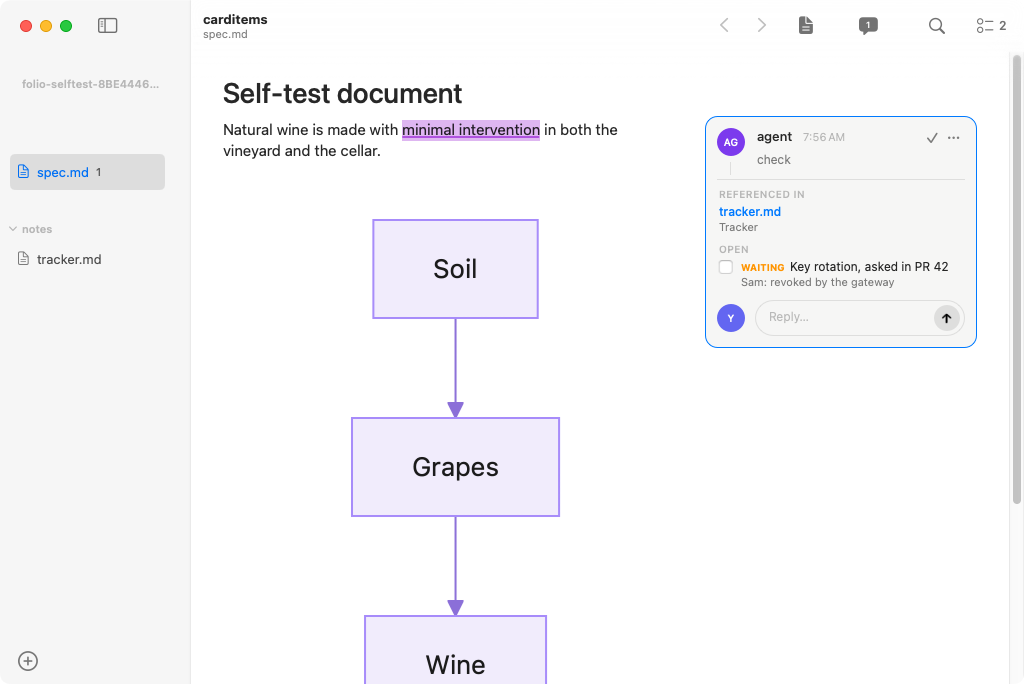 carditems
spec.md
1
2
folio-selftest-8BE4446...
spec.md 1
notes
tracker.md
Self-test document
Natural wine is made with minimal intervention in both the
vineyard and the cellar.
Soil
Grapes
Wine
AG
agent 7:56 AM
check
REFERENCED IN
tracker.md
Tracker
OPEN
WAITING Key rotation, asked in PR 42
Sam: revoked by the gateway
Y
Reply...